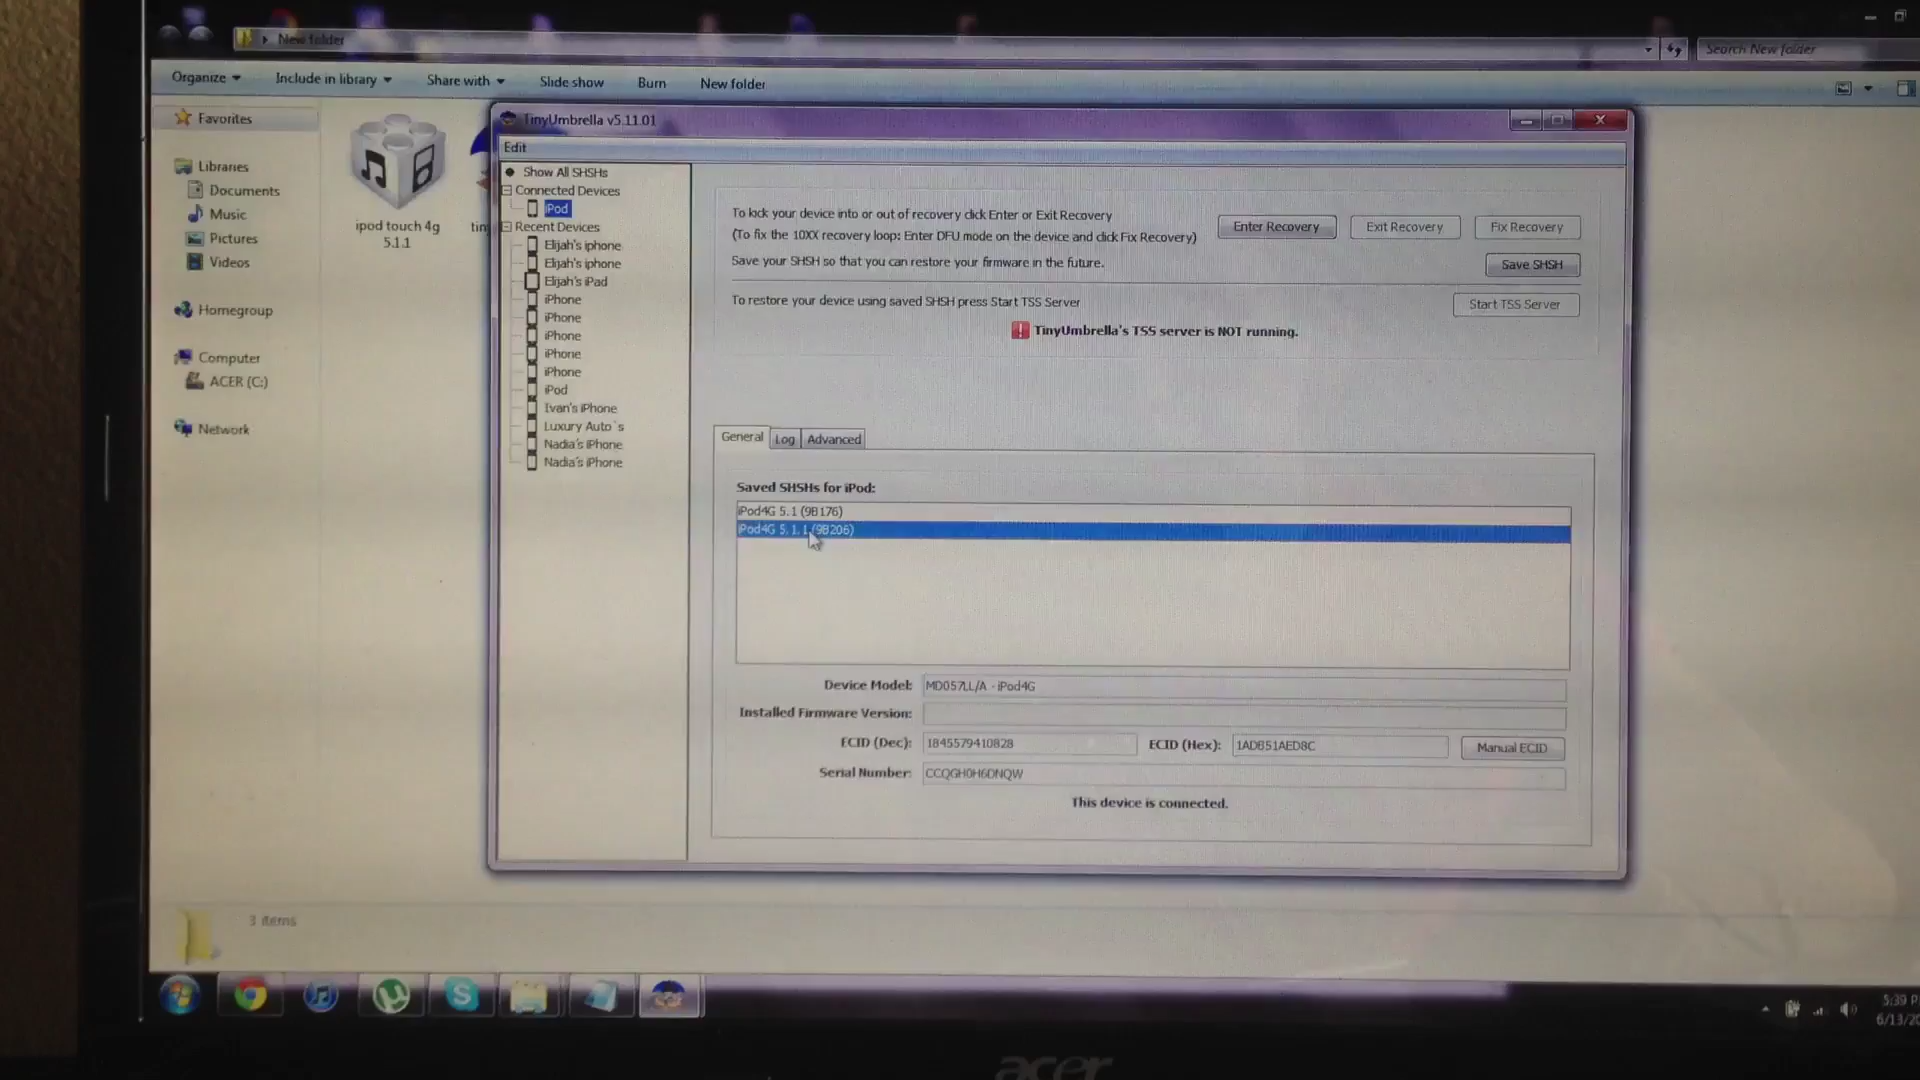 New folder
Search New folder
Organize
Include in library
Share with
Slide show
Burn
New folder
Favorites
Libraries
Documents
Music
Pictures
Videos
Homegroup
Computer
ACER (C:)
Network
ipod touch 4g
5.1.1
TinyUmbrella v5.11.01
Edit
Show All SHSHs
Connected Devices
iPod
Recent Devices
Elijah's iphone
Elijah's iphone
Elijah's iPad
iPhone
iPhone
iPhone
iPhone
iPhone
iPod
Ivan's iPhone
Luxury Auto`s
Nadia's iPhone
Nadia's iPhone
To lock your device into or out of recovery click Enter or Exit Recovery
(To fix the 10XX recovery loop: Enter DFU mode on the device and click Fix Recovery)
Enter Recovery
Exit Recovery
Fix Recovery
Save your SHSH so that you can restore your firmware in the future.
Save SHSH
To restore your device using saved SHSH press Start TSS Server
Start TSS Server
TinyUmbrella's TSS server is NOT running.
General
Log
Advanced
Saved SHSHs for iPod:
iPod4G 5.1 (9B176)
iPod4G 5.1.1 (9B206)
Device Model: MD057LL/A - iPod4G
Installed Firmware Version:
ECID (Dec): 1845579410828
ECID (Hex): 1ADB51AED8C
Manual ECID
Serial Number: CCQGH0H6DNQW
This device is connected.
3 items
5:39 P
6/13/20
acer